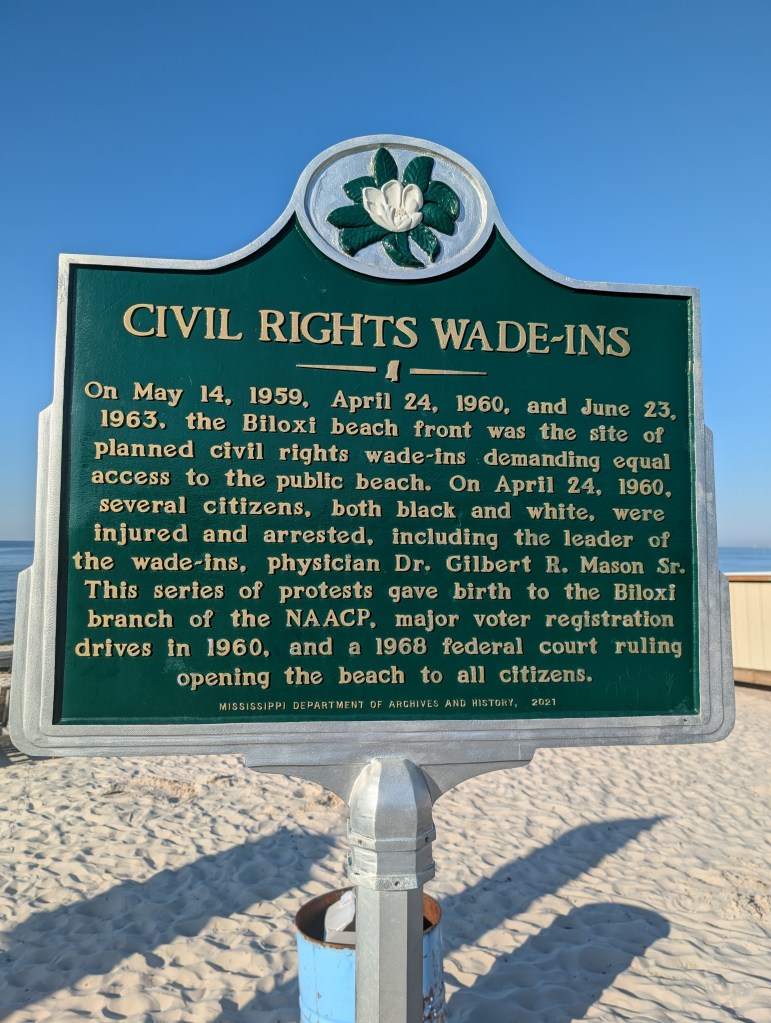 CIVIL RIGHTS WADE-INS
On May 14, 1959, April 24, 1960, and June 23,
1963, the Biloxi beach front was the site of
planned civil rights wade-ins demanding equal
access to the public beach. On April 24, 1960,
several citizens, both black and white, were
injured and arrested, including the leader of
the wade-ins, physician Dr. Gilbert R. Mason Sr.
This series of protests gave birth to the Biloxi
branch of the NAACP, major voter registration
drives in 1960, and a 1968 federal court ruling
opening the beach to all citizens.
MISSISSIPPI DEPARTMENT OF ARCHIVES AND HISTORY, 2021